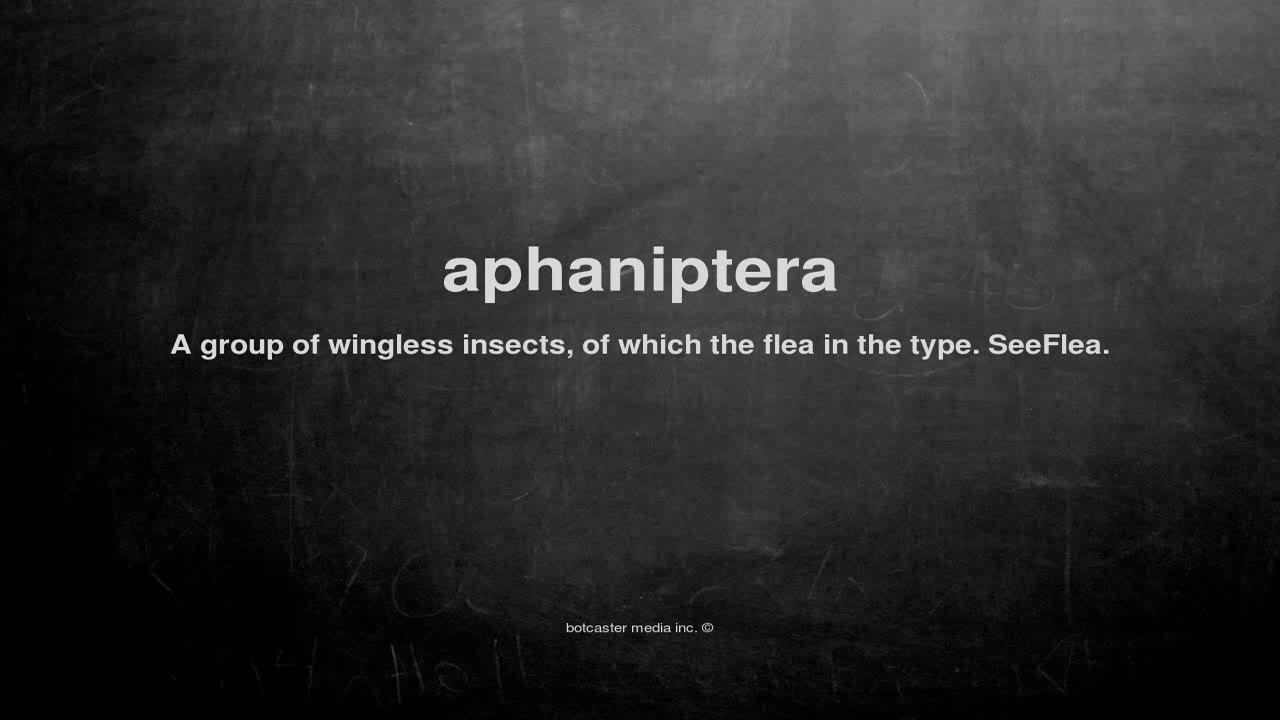 aphaniptera
A group of wingless insects, of which the flea in the type. SeeFlea.
botcaster media inc. ©